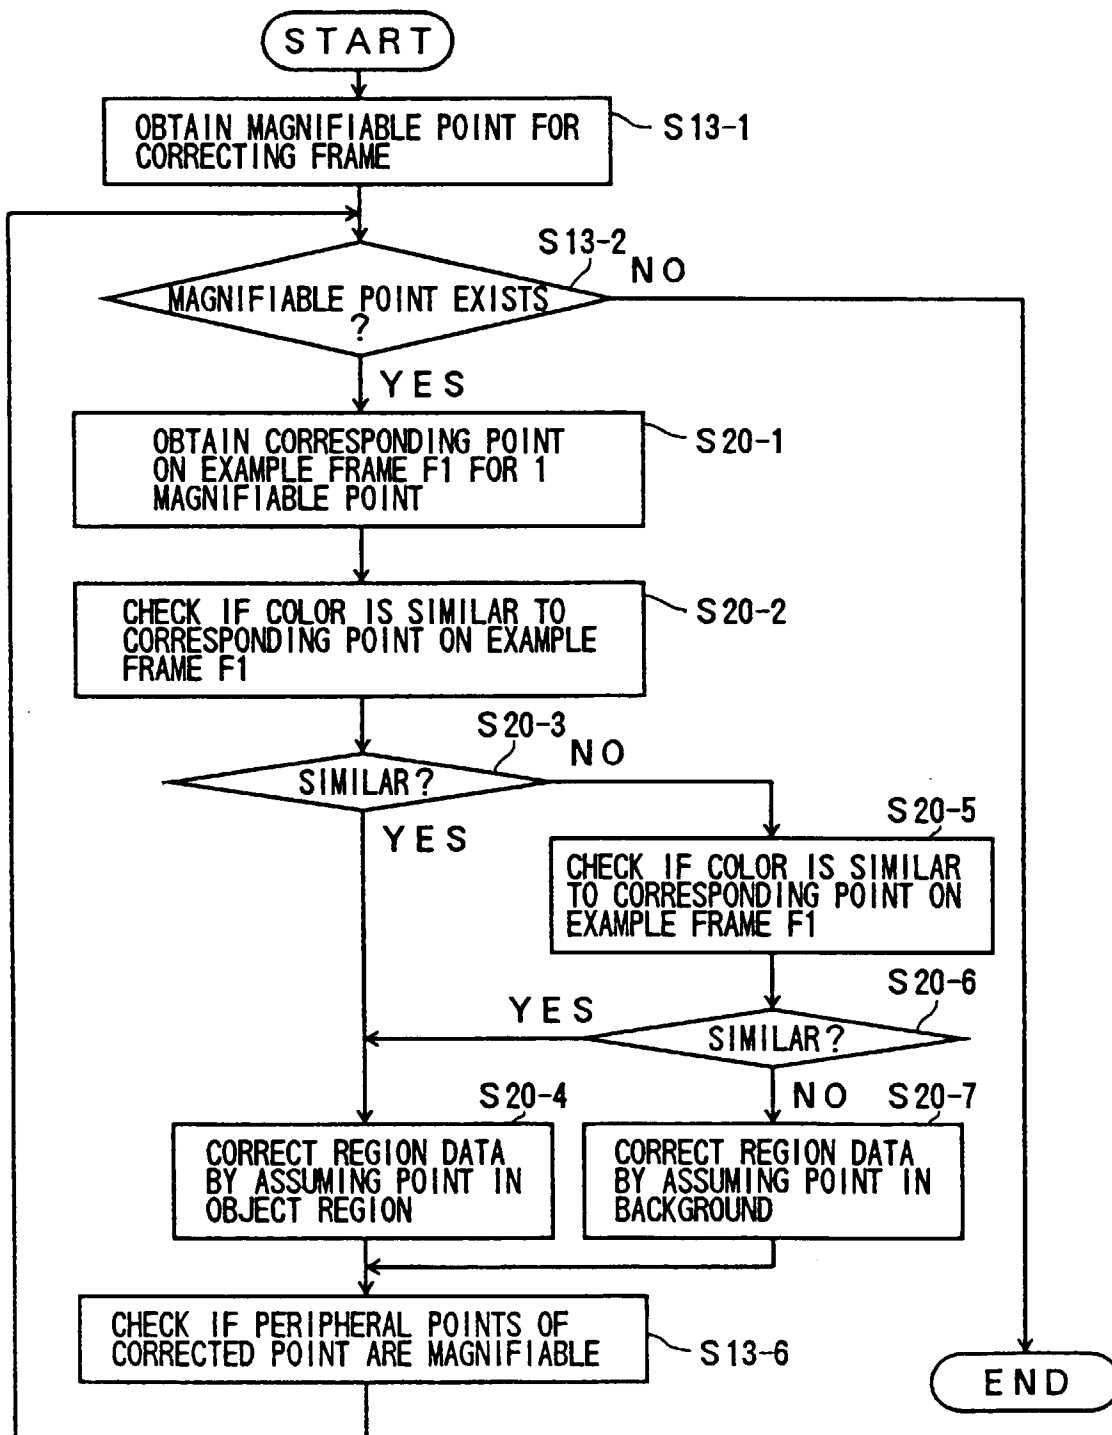 START
OBTAIN MAGNIFIABLE POINT FOR
CORRECTING FRAME
S13-1
S13-2
NO
MAGNIFIABLE POINT EXISTS
?
YES
OBTAIN CORRESPONDING POINT
ON EXAMPLE FRAME F1 FOR 1
MAGNIFIABLE POINT
S20-1
CHECK IF COLOR IS SIMILAR TO
CORRESPONDING POINT ON EXAMPLE
FRAME F1
S20-2
S20-3
NO
SIMILAR?
YES
S20-5
CHECK IF COLOR IS SIMILAR
TO CORRESPONDING POINT ON
EXAMPLE FRAME F1
S20-6
YES
SIMILAR?
NO
S20-4
S20-7
CORRECT REGION DATA
BY ASSUMING POINT IN
OBJECT REGION
CORRECT REGION DATA
BY ASSUMING POINT IN
BACKGROUND
CHECK IF PERIPHERAL POINTS OF
CORRECTED POINT ARE MAGNIFIABLE
S13-6
END